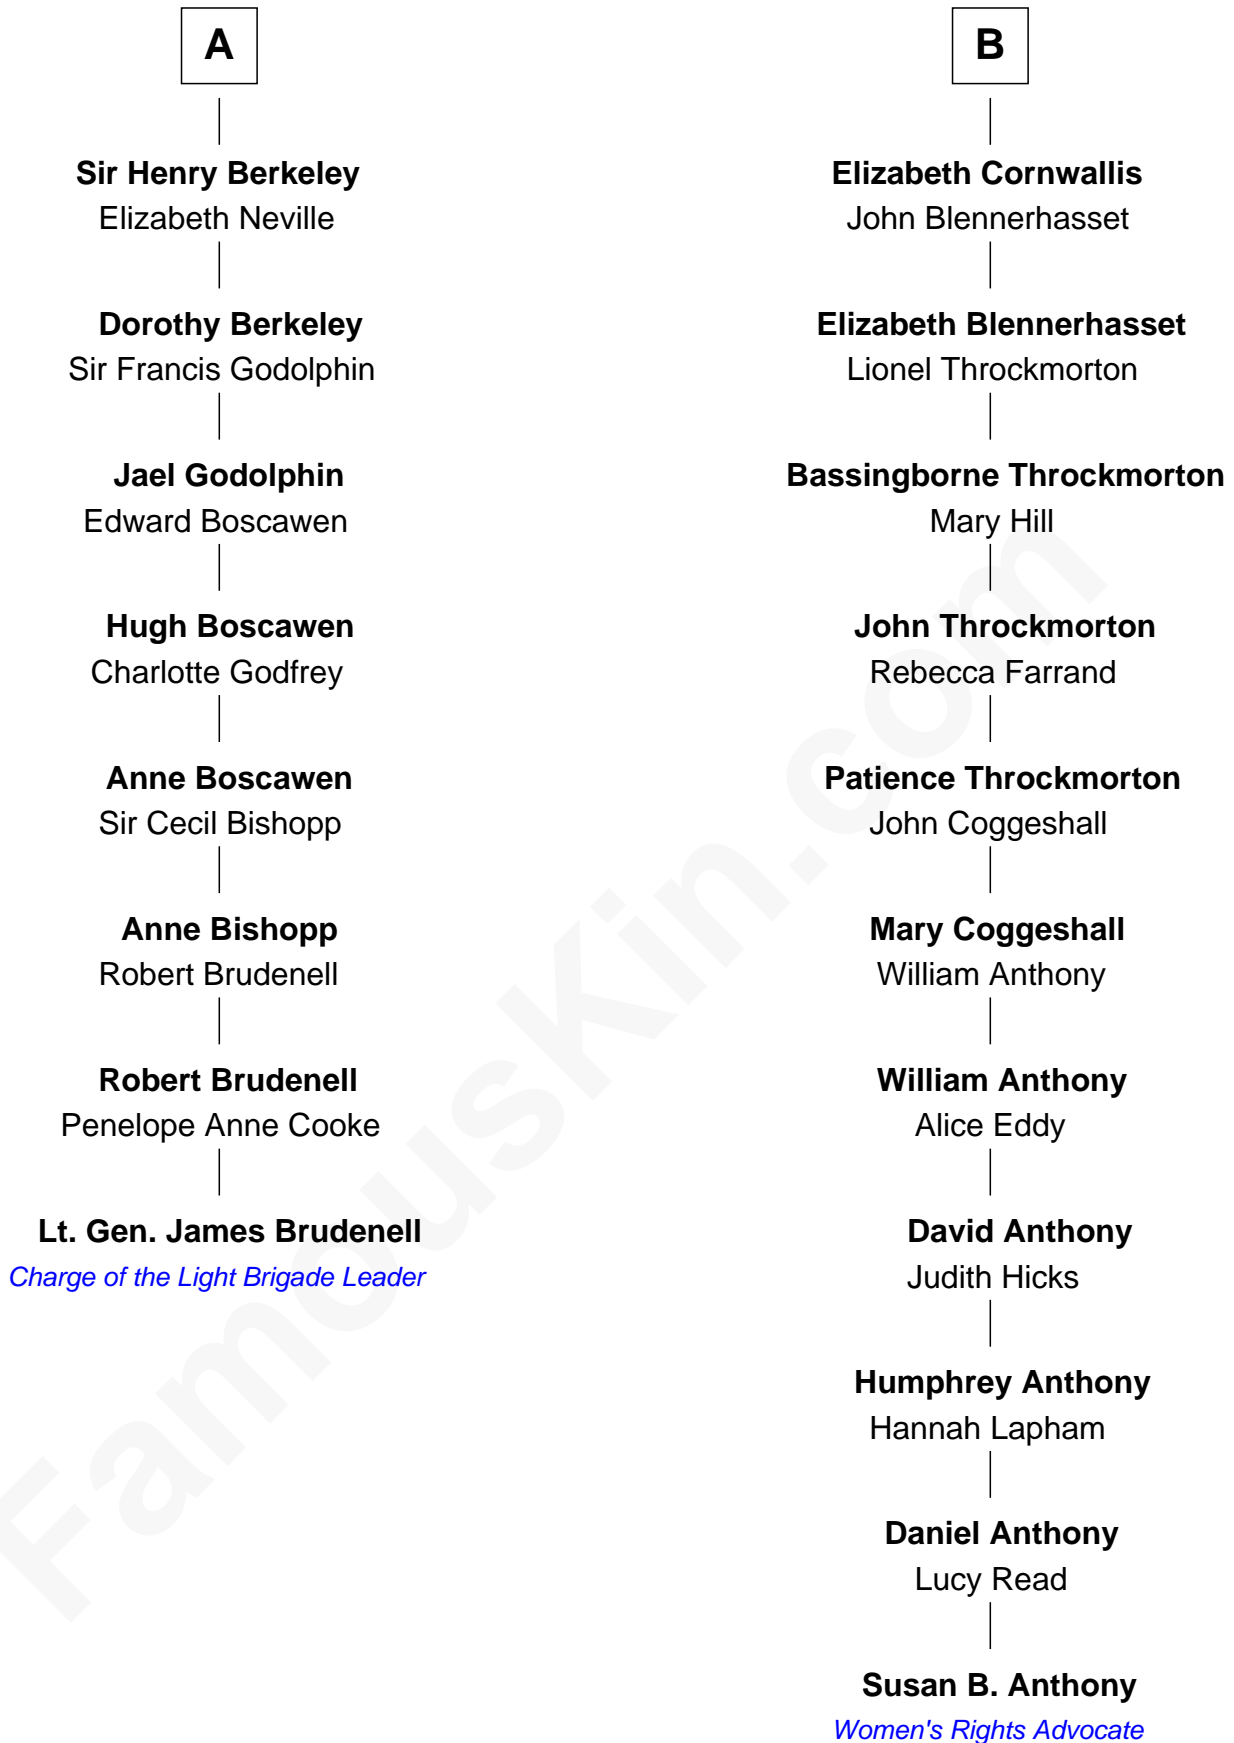 A
Sir Henry Berkeley
Elizabeth Neville
Dorothy Berkeley
Sir Francis Godolphin
Jael Godolphin
Edward Boscawen
Hugh Boscawen
Charlotte Godfrey
Anne Boscawen
Sir Cecil Bishopp
Anne Bishopp
Robert Brudenell
Robert Brudenell
Penelope Anne Cooke
Lt. Gen. James Brudenell
Charge of the Light Brigade Leader
B
Elizabeth Cornwallis
John Blennerhasset
Elizabeth Blennerhasset
Lionel Throckmorton
Bassingborne Throckmorton
Mary Hill
John Throckmorton
Rebecca Farrand
Patience Throckmorton
John Coggeshall
Mary Coggeshall
William Anthony
William Anthony
Alice Eddy
David Anthony
Judith Hicks
Humphrey Anthony
Hannah Lapham
Daniel Anthony
Lucy Read
Susan B. Anthony
Women's Rights Advocate
FamousKin.com